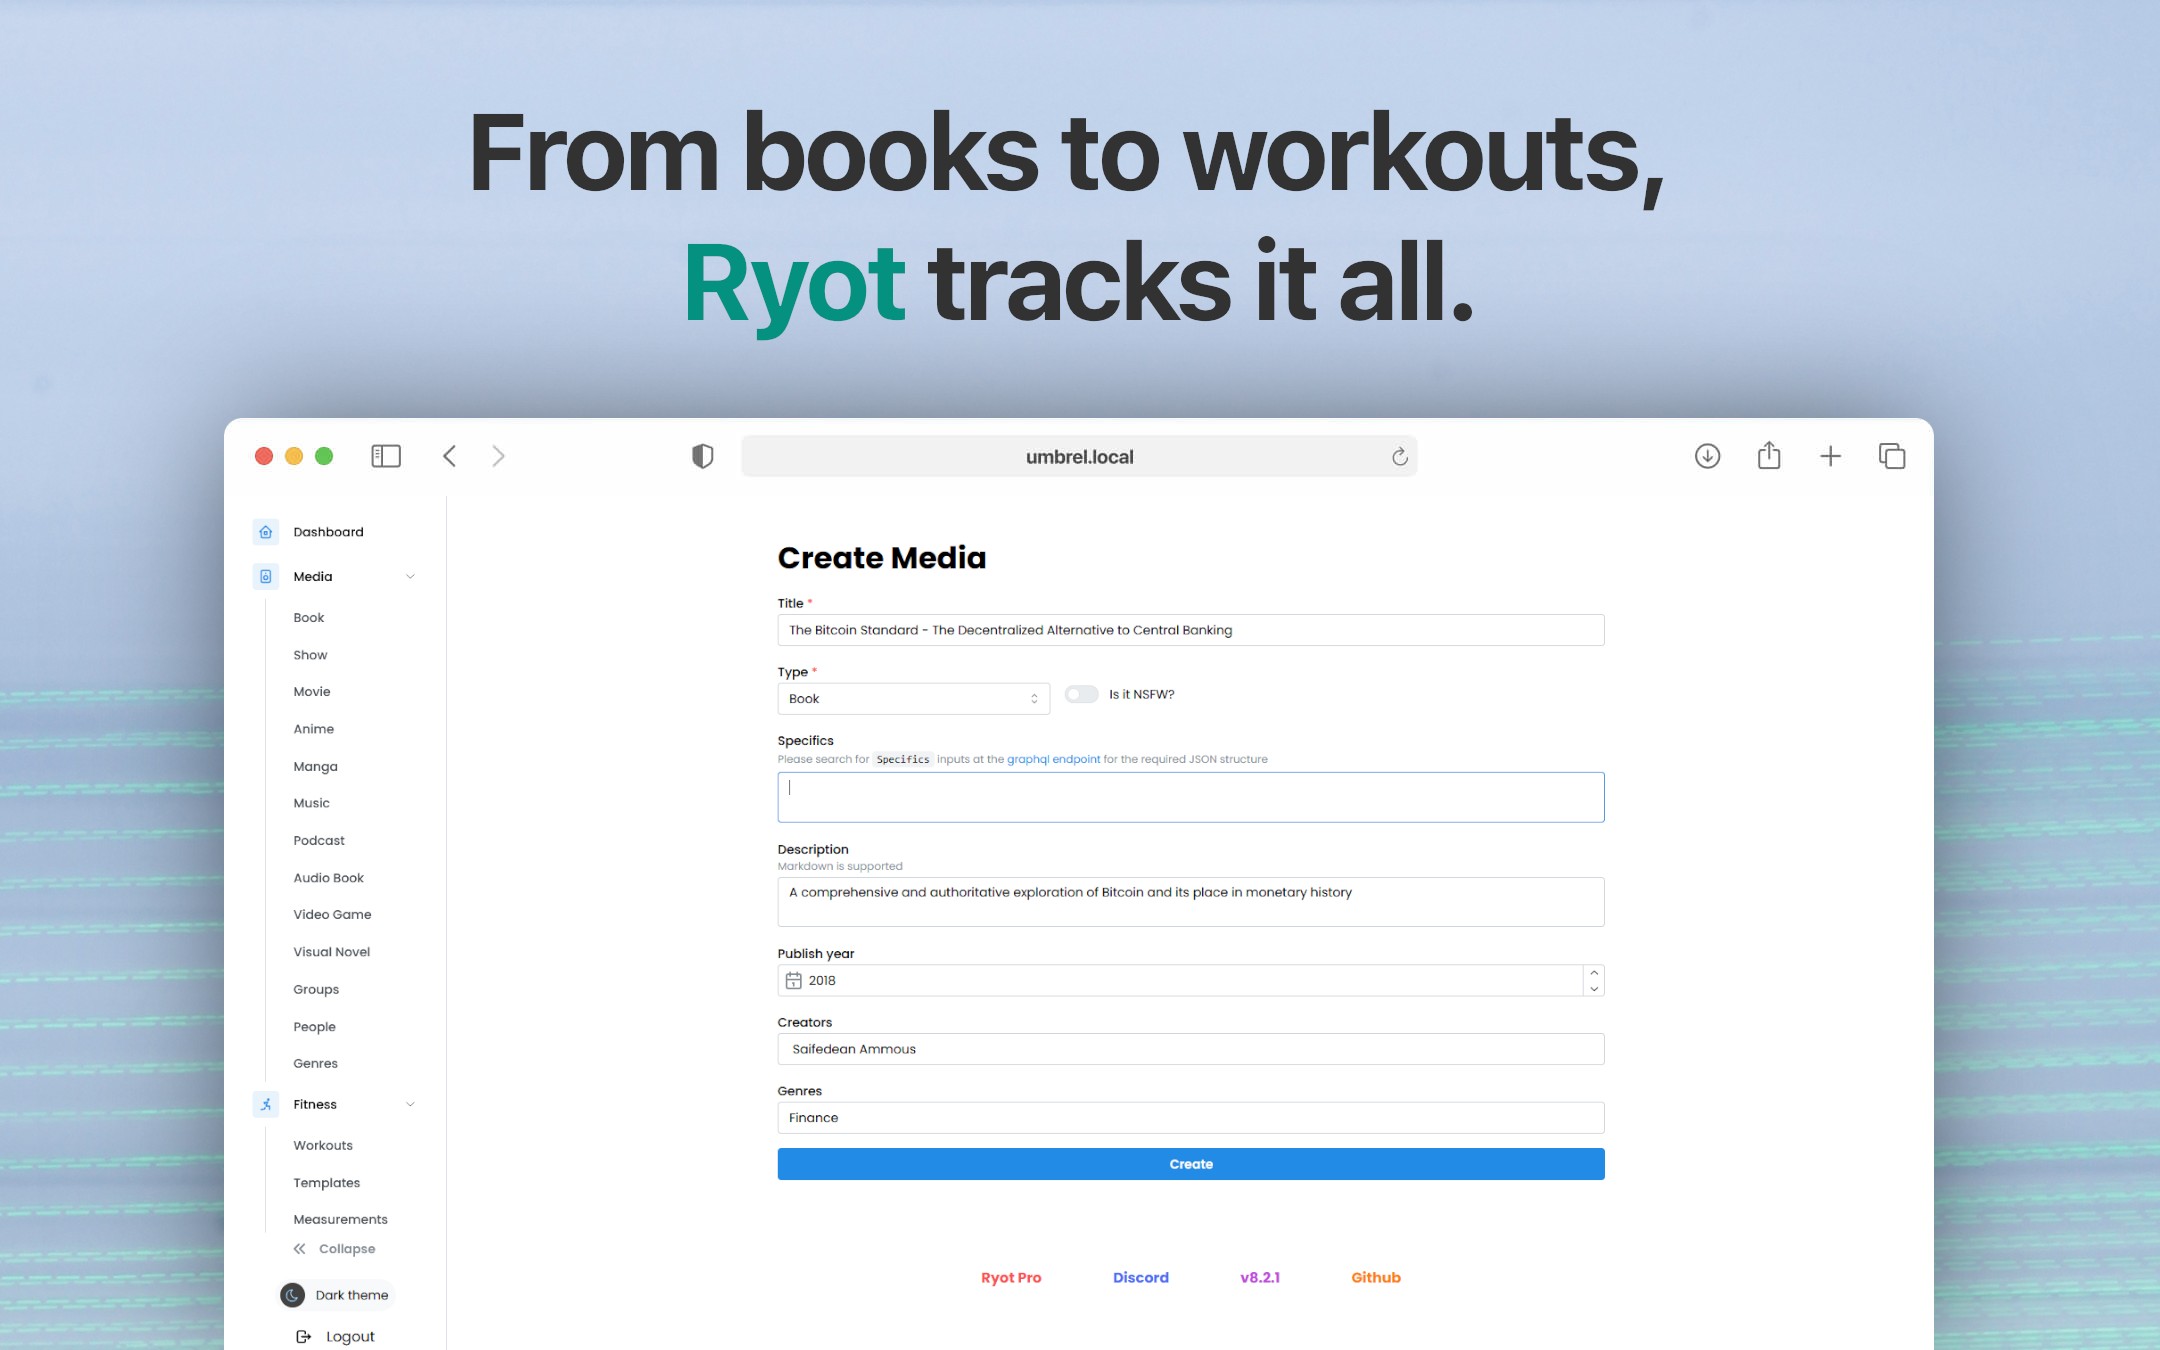 From books to workouts,
Ryot tracks it all.
umbrel.local
Dashboard
Media
Book
Show
Movie
Anime
Manga
Music
Podcast
Audio Book
Video Game
Visual Novel
Groups
People
Genres
Fitness
Workouts
Templates
Measurements
Collapse
Dark theme
Logout
Create Media
Title *
The Bitcoin Standard - The Decentralized Alternative to Central Banking
Type *
Book
Is it NSFW?
Specifics
Please search for Specifics inputs at the graphql endpoint for the required JSON structure
Description
Markdown is supported
A comprehensive and authoritative exploration of Bitcoin and its place in monetary history
Publish year
2018
Creators
Saifedean Ammous
Genres
Finance
Create
Ryot Pro Discord v8.2.1 Github